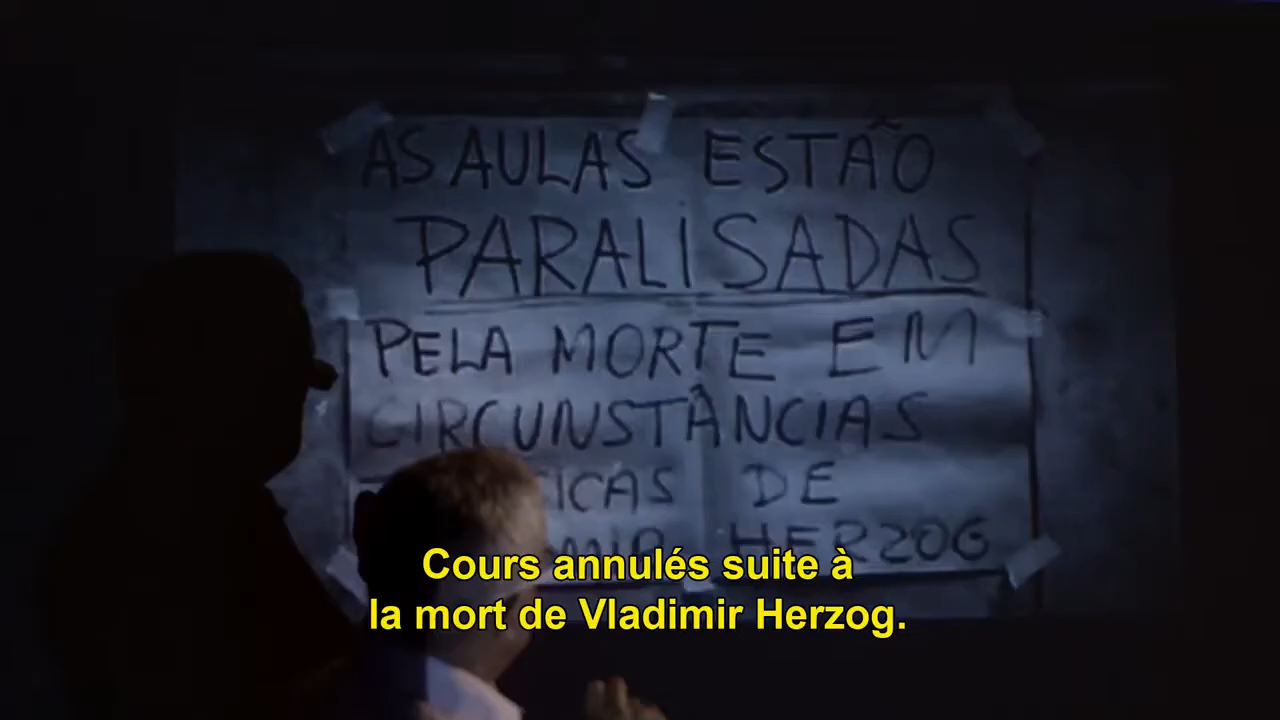 AS AULAS ESTÃO
PARALISADAS
PELA MORTE EM
CIRCUNSTÂNCIAS
DE
HERZOG
Cours annulés suite à
la mort de Vladimir Herzog.